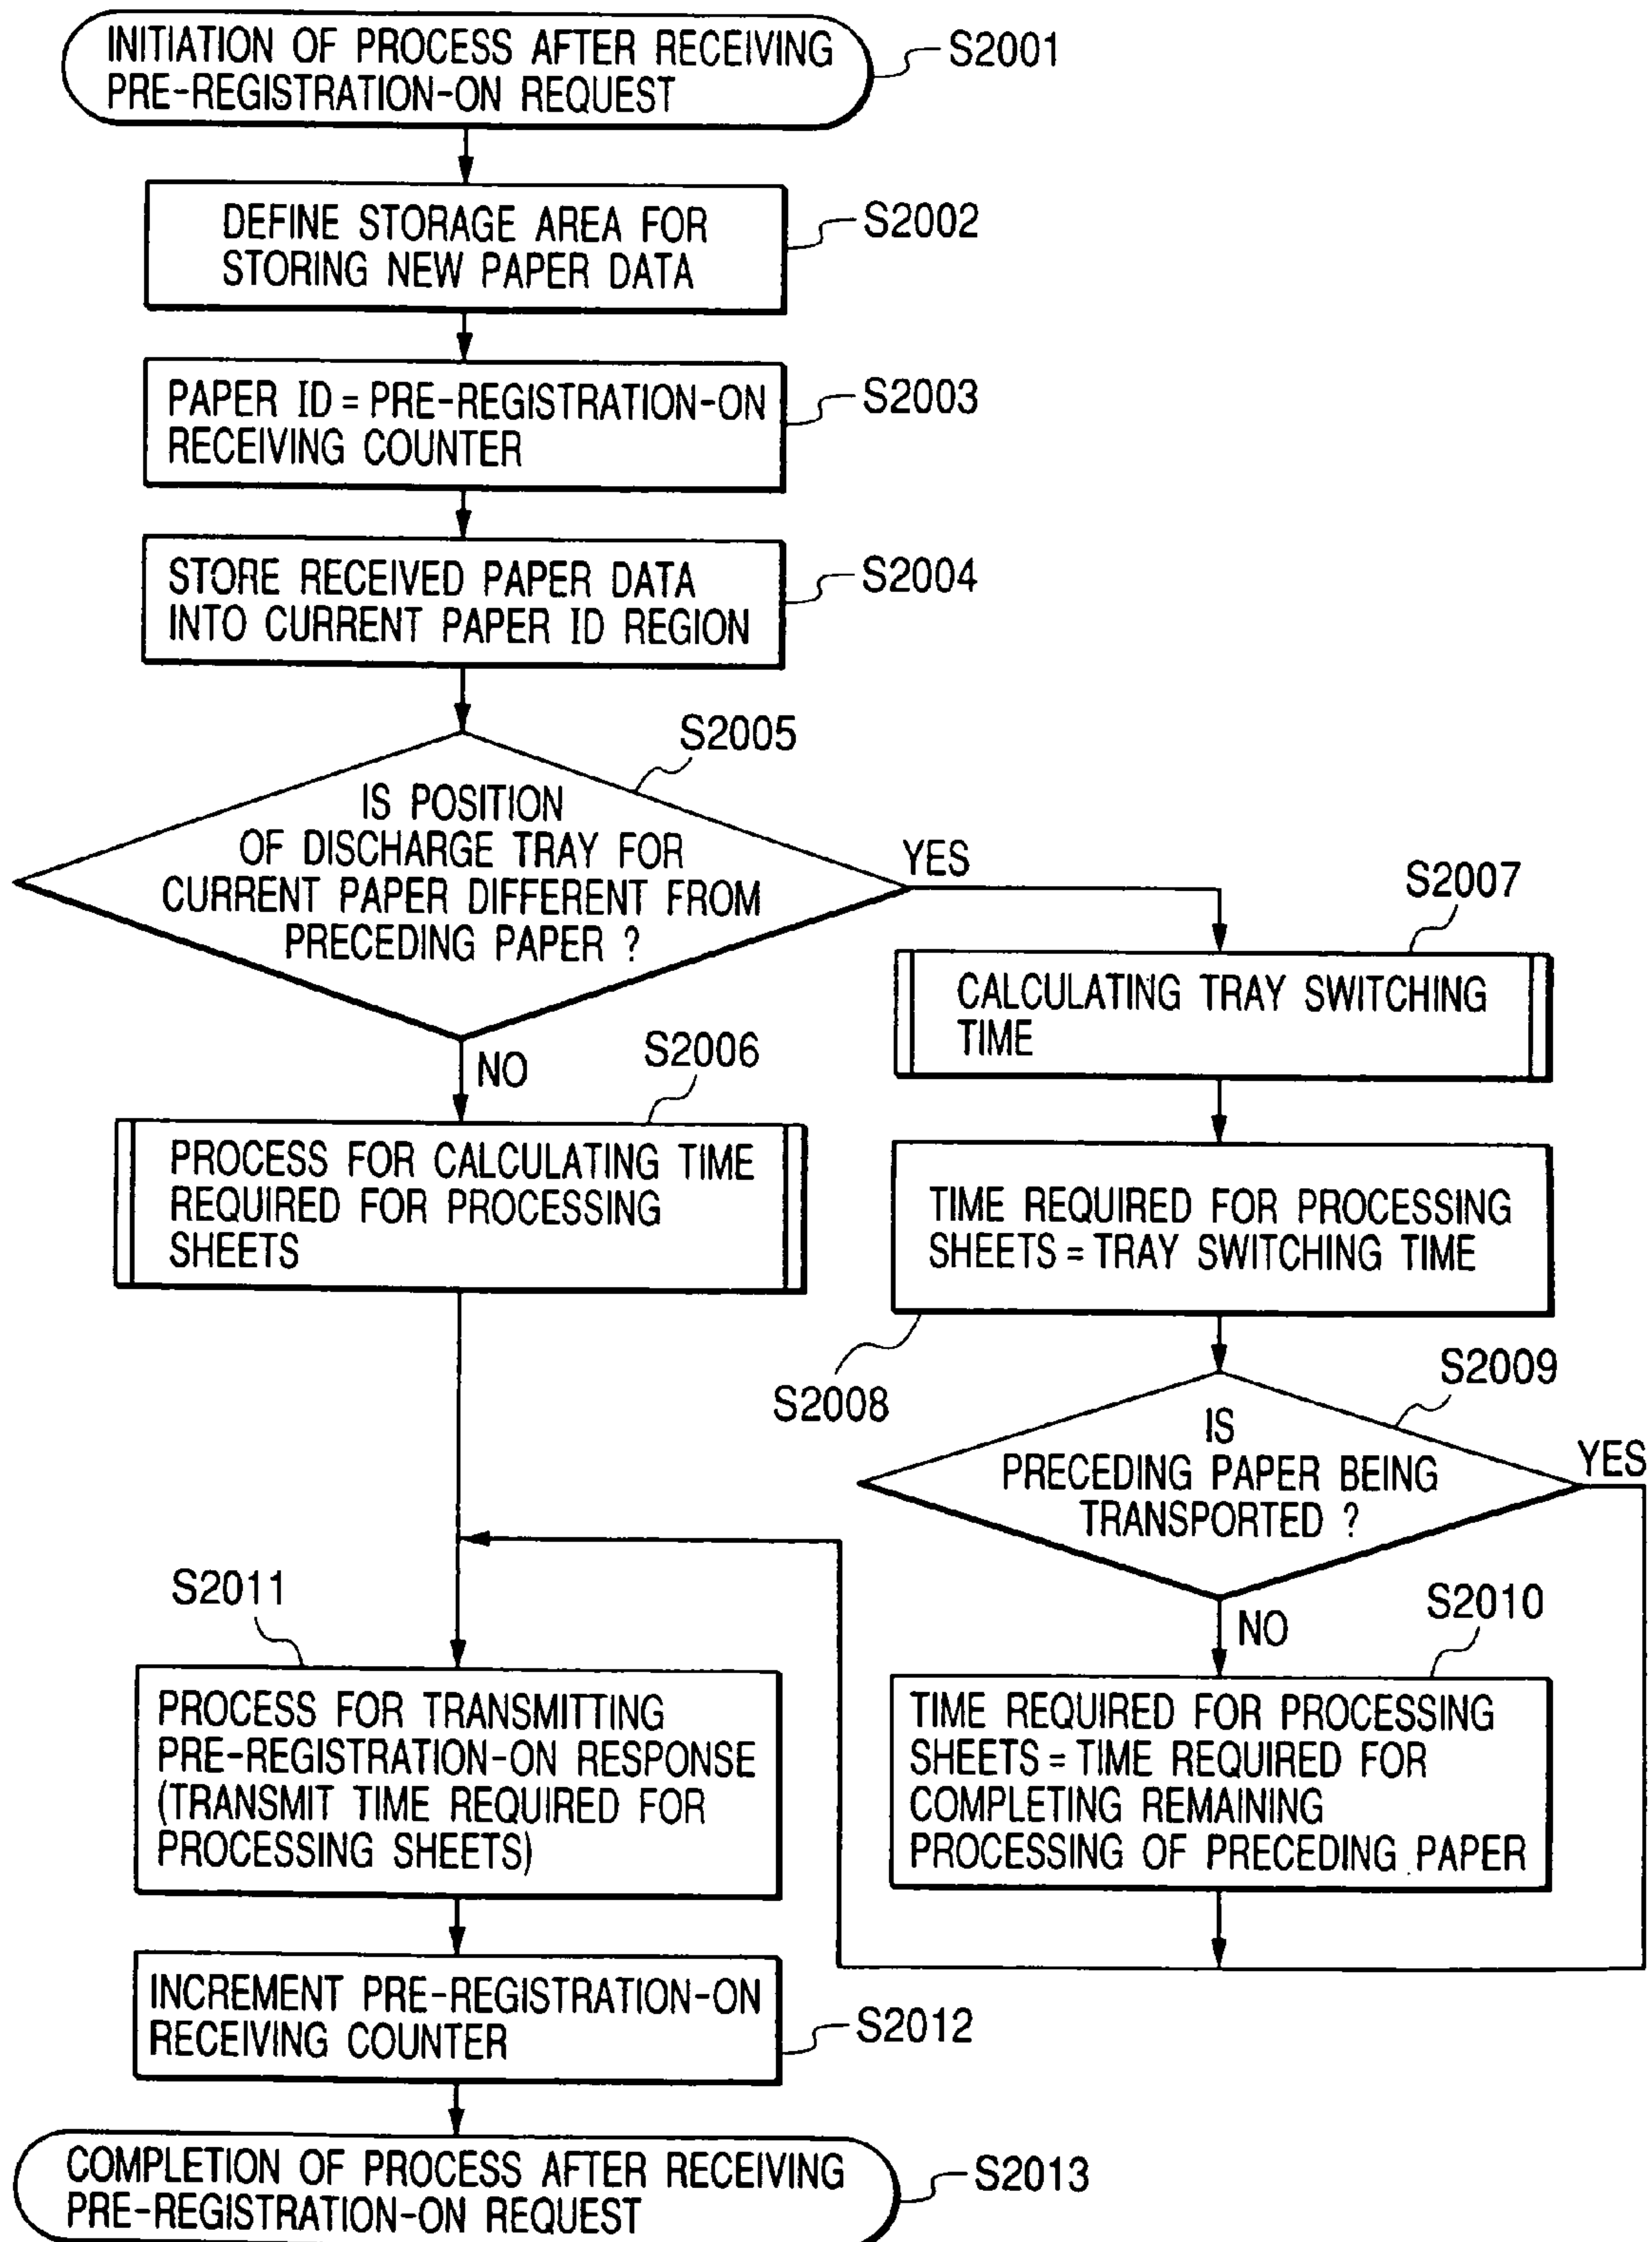 INITIATION OF PROCESS AFTER RECEIVING
PRE-REGISTRATION-ON REQUEST
S2001
DEFINE STORAGE AREA FOR
STORING NEW PAPER DATA
S2002
PAPER ID = PRE-REGISTRATION-ON
RECEIVING COUNTER
S2003
STORE RECEIVED PAPER DATA
INTO CURRENT PAPER ID REGION
S2004
S2005
IS POSITION
OF DISCHARGE TRAY FOR
CURRENT PAPER DIFFERENT FROM
PRECEDING PAPER ?
YES
NO
S2006
PROCESS FOR CALCULATING TIME
REQUIRED FOR PROCESSING
SHEETS
S2007
CALCULATING TRAY SWITCHING
TIME
TIME REQUIRED FOR PROCESSING
SHEETS = TRAY SWITCHING TIME
S2008
S2009
IS
PRECEDING PAPER BEING
TRANSPORTED ?
YES
NO
S2010
TIME REQUIRED FOR PROCESSING
SHEETS = TIME REQUIRED FOR
COMPLETING REMAINING
PROCESSING OF PRECEDING PAPER
S2011
PROCESS FOR TRANSMITTING
PRE-REGISTRATION-ON RESPONSE
(TRANSMIT TIME REQUIRED FOR
PROCESSING SHEETS)
INCREMENT PRE-REGISTRATION-ON
RECEIVING COUNTER
S2012
COMPLETION OF PROCESS AFTER RECEIVING
PRE-REGISTRATION-ON REQUEST
S2013